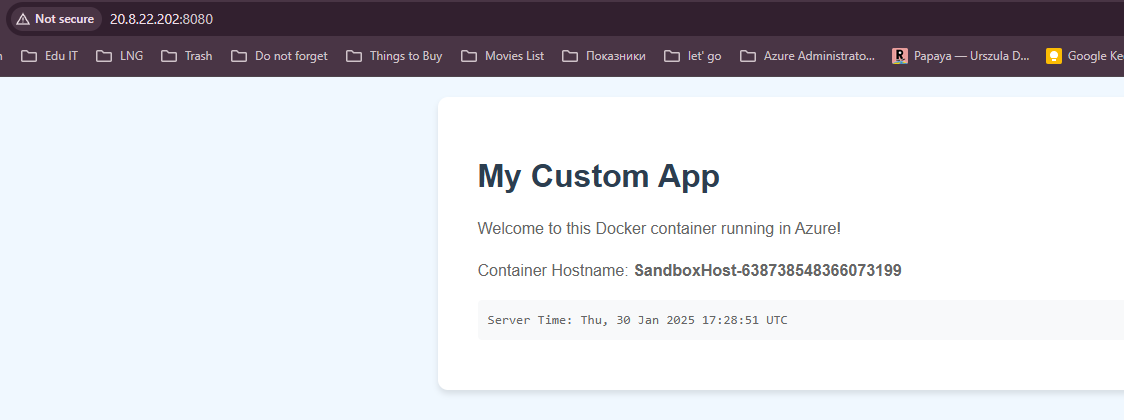 Not secure 20.8.22.202:8080
Edu IT LNG Trash Do not forget Things to Buy Movies List Показники let' go Azure Administrato... Papaya — Urszula D... Google Ke
My Custom App
Welcome to this Docker container running in Azure!
Container Hostname: SandboxHost-638738548366073199
Server Time: Thu, 30 Jan 2025 17:28:51 UTC